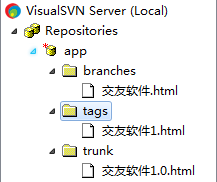 VisualSVN Server (Local)
Repositories
app
branches
交友软件.html
tags
交友软件1.html
trunk
交友软件1.0.html